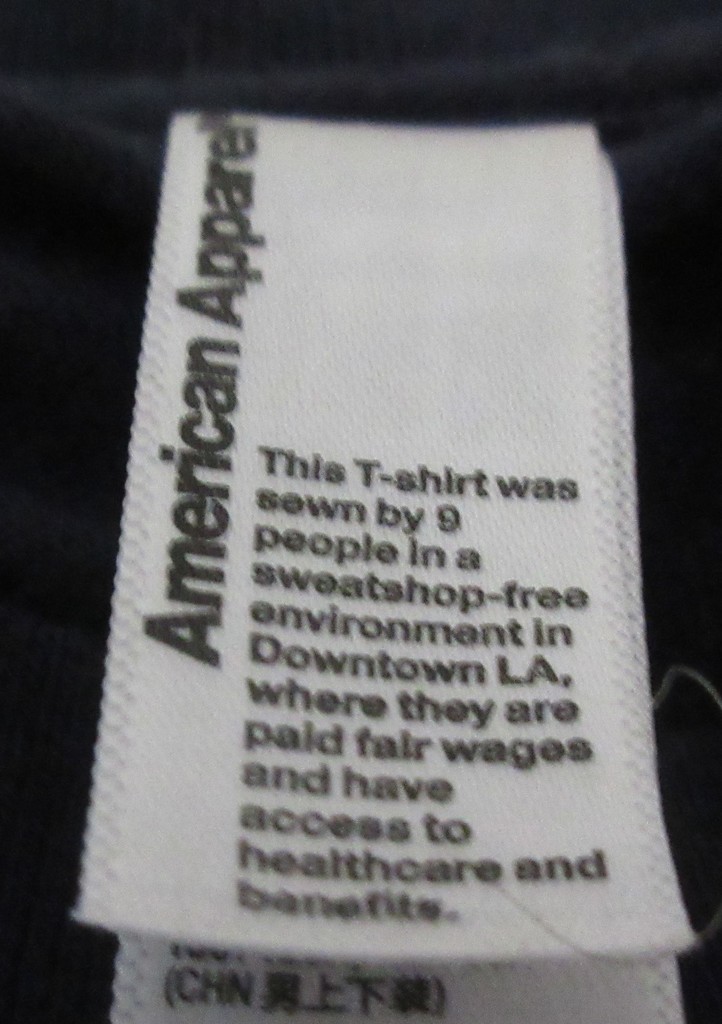 American Apparel
This T-shirt was
sewn by 9
people in a
sweatshop-free
environment in
Downtown LA,
where they are
paid fair wages
and have
access to
healthcare and
benefits.
(CHN 男上下装)